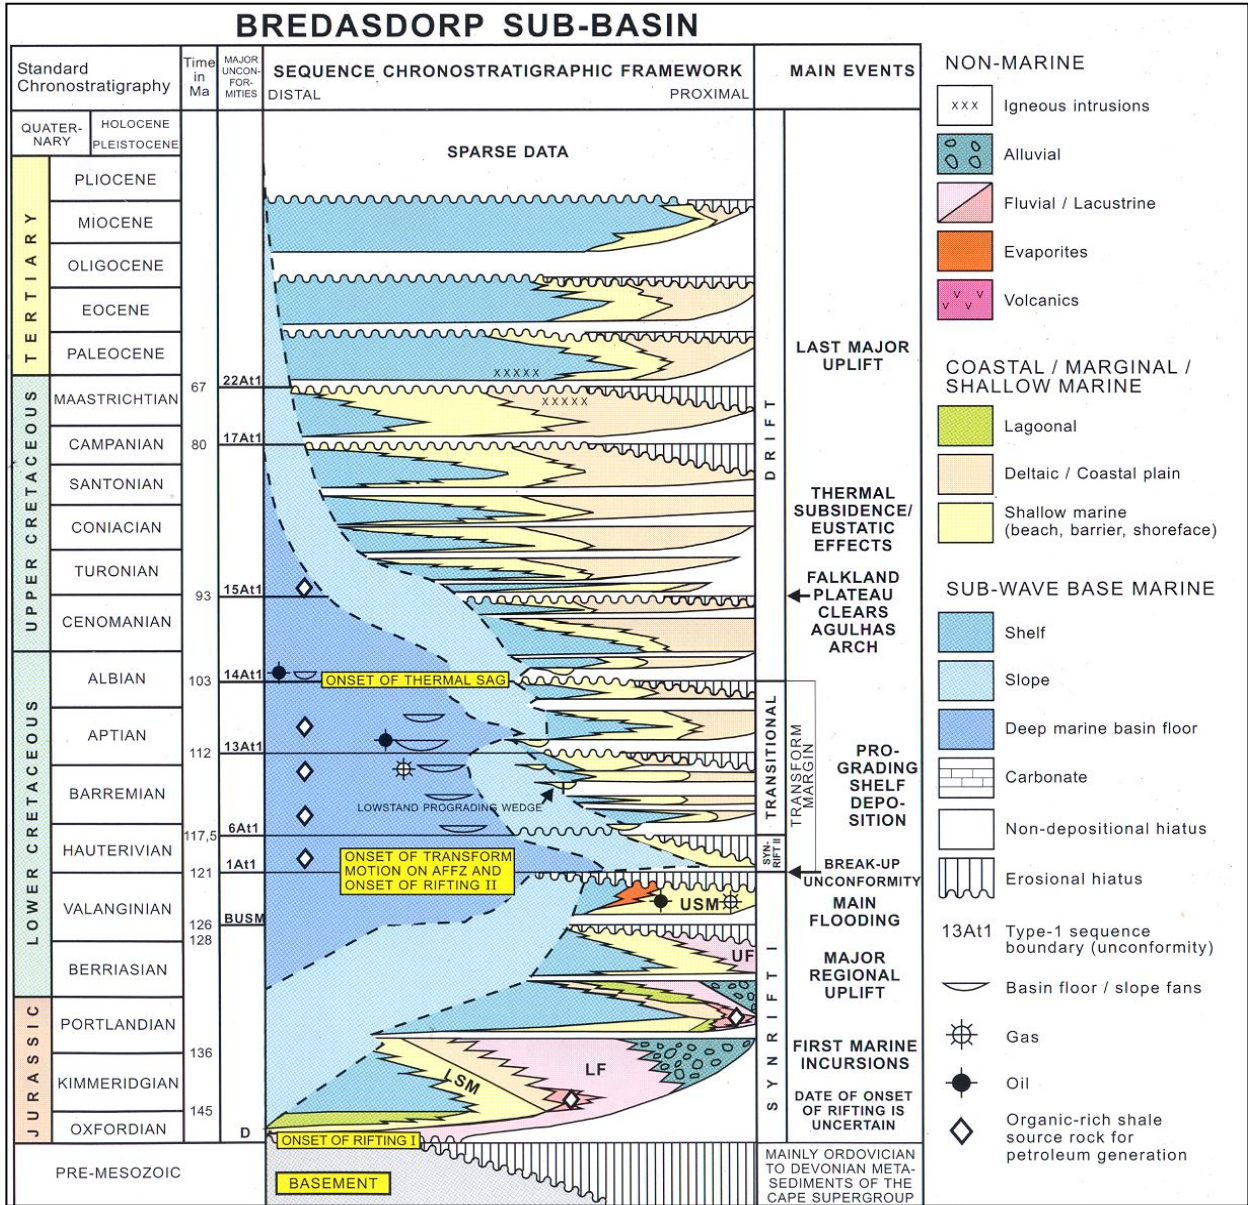 BREDASDORP SUB-BASIN
Standard
Chronostratigraphy
Time
in
Ma
MAJOR
UNCON-
FOR-
MITIES
SEQUENCE CHRONOSTRATIGRAPHIC FRAMEWORK
DISTAL
PROXIMAL
MAIN EVENTS
QUATER-
NARY
HOLOCENE
PLEISTOCENE
TERTIARY
PLIOCENE
MIOCENE
OLIGOCENE
EOCENE
PALEOCENE
UPPER CRETACEOUS
MAASTRICHTIAN
CAMPANIAN
SANTONIAN
CONIACIAN
TURONIAN
CENOMANIAN
LOWER CRETACEOUS
ALBIAN
APTIAN
BARREMIAN
HAUTERIVIAN
VALANGINIAN
BERRIASIAN
JURASSIC
PORTLANDIAN
KIMMERIDGIAN
OXFORDIAN
PRE-MESOZOIC
67
80
93
103
112
117,5
121
126
128
136
145
22At1
17At1
15At1
14At1
13At1
6At1
1At1
BUSM
D
SPARSE DATA
XXXXX
XXXXX
ONSET OF THERMAL SAG
LOWSTAND PROGRADING WEDGE
ONSET OF TRANSFORM
MOTION ON AFFZ AND
ONSET OF RIFTING II
USM
UF
LSM
LF
ONSET OF RIFTING I
BASEMENT
DRIFT
TRANSITIONAL
SYN-
RIFT II
SYNRIFT I
TRANSFORM
MARGIN
LAST MAJOR
UPLIFT
THERMAL
SUBSIDENCE/
EUSTATIC
EFFECTS
FALKLAND
PLATEAU
CLEARS
AGULHAS
ARCH
PRO-
GRADING
SHELF
DEPO-
SITION
BREAK-UP
UNCONFORMITY
MAIN
FLOODING
MAJOR
REGIONAL
UPLIFT
FIRST MARINE
INCURSIONS
DATE OF ONSET
OF RIFTING IS
UNCERTAIN
MAINLY ORDOVICIAN
TO DEVONIAN META-
SEDIMENTS OF THE
CAPE SUPERGROUP
NON-MARINE
XXX Igneous intrusions
Alluvial
Fluvial / Lacustrine
Evaporites
V V V V V Volcanics
COASTAL / MARGINAL /
SHALLOW MARINE
Lagoonal
Deltaic / Coastal plain
Shallow marine
(beach, barrier, shoreface)
SUB-WAVE BASE MARINE
Shelf
Slope
Deep marine basin floor
Carbonate
Non-depositional hiatus
Erosional hiatus
13At1 Type-1 sequence
boundary (unconformity)
Basin floor / slope fans
Gas
Oil
Organic-rich shale
source rock for
petroleum generation